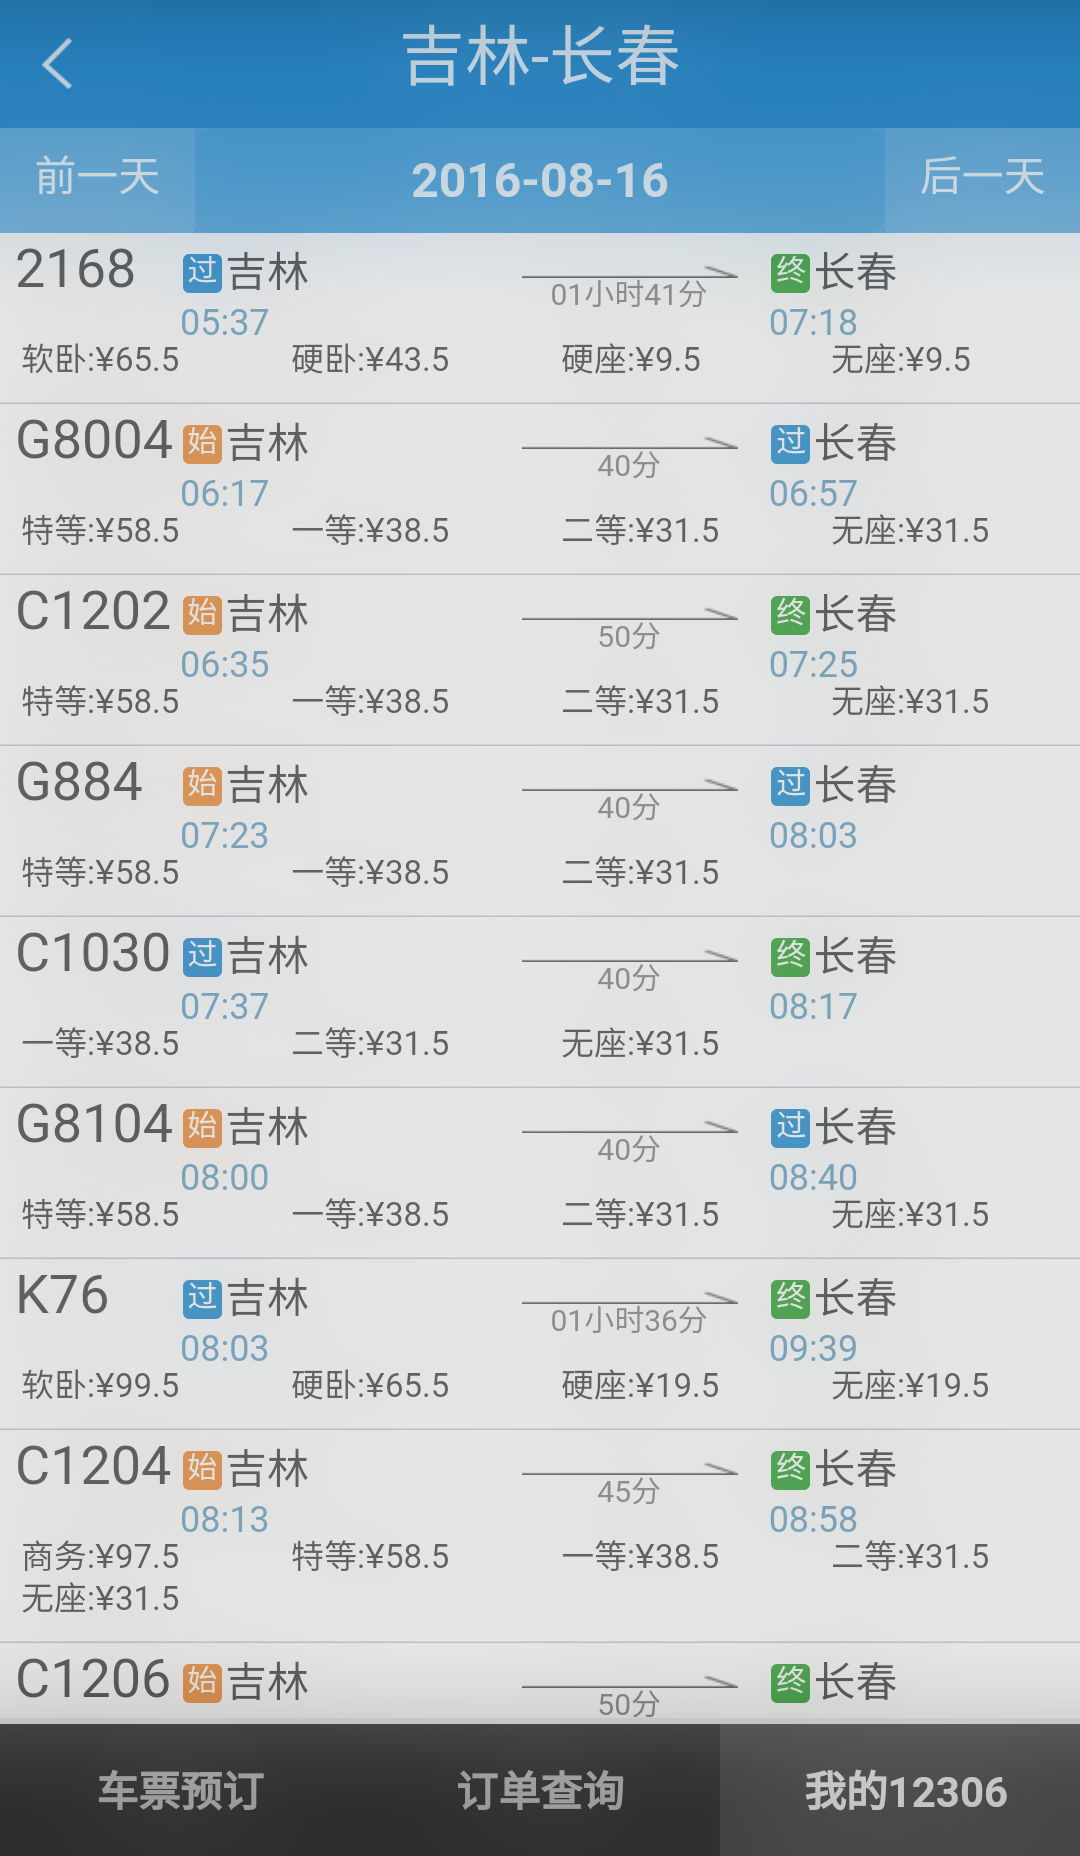 吉林-长春
前一天 2016-08-16 后一天
2168 过 吉林 01小时41分 终 长春
05:37 07:18
软卧:¥65.5 硬卧:¥43.5 硬座:¥9.5 无座:¥9.5
G8004 始 吉林 40分 过 长春
06:17 06:57
特等:¥58.5 一等:¥38.5 二等:¥31.5 无座:¥31.5
C1202 始 吉林 50分 终 长春
06:35 07:25
特等:¥58.5 一等:¥38.5 二等:¥31.5 无座:¥31.5
G884 始 吉林 40分 过 长春
07:23 08:03
特等:¥58.5 一等:¥38.5 二等:¥31.5
C1030 过 吉林 40分 终 长春
07:37 08:17
一等:¥38.5 二等:¥31.5 无座:¥31.5
G8104 始 吉林 40分 过 长春
08:00 08:40
特等:¥58.5 一等:¥38.5 二等:¥31.5 无座:¥31.5
K76 过 吉林 01小时36分 终 长春
08:03 09:39
软卧:¥99.5 硬卧:¥65.5 硬座:¥19.5 无座:¥19.5
C1204 始 吉林 45分 终 长春
08:13 08:58
商务:¥97.5 特等:¥58.5 一等:¥38.5 二等:¥31.5
无座:¥31.5
C1206 始 吉林 50分 终 长春
车票预订 订单查询 我的12306